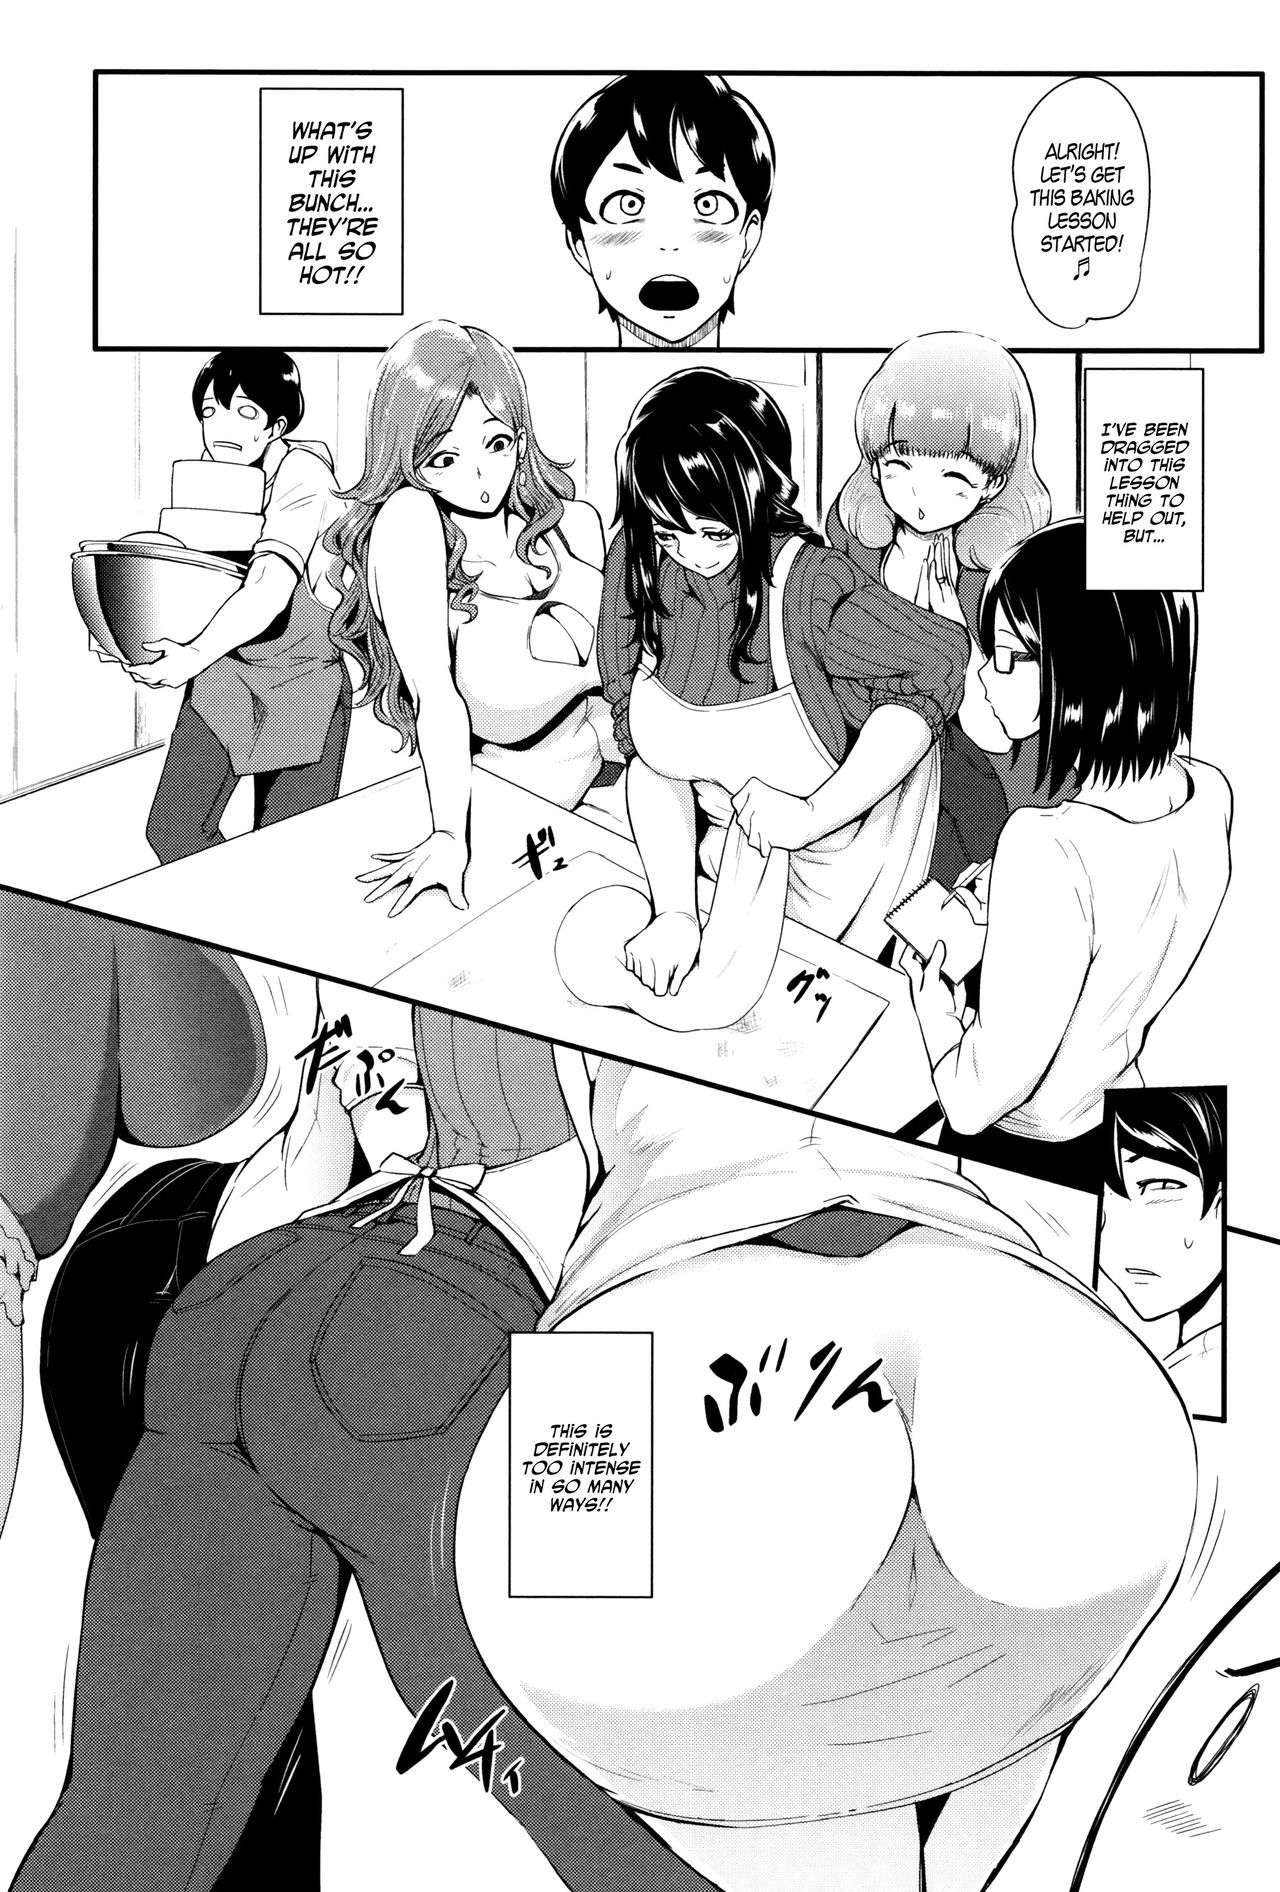 ALRIGHT!
LET'S GET
THIS BAKING
LESSON
STARTED!
♬
WHAT'S
UP WITH
THIS
BUNCH...
THEY'RE
ALL SO
HOT!!
I'VE BEEN
DRAGGED
INTO THIS
LESSON
THING TO
HELP OUT,
BUT...
ギュ
グッ
ぷ
ん
ぶりん
THIS IS
DEFINITELY
TOO INTENSE
IN SO MANY
WAYS!!
ムチィ